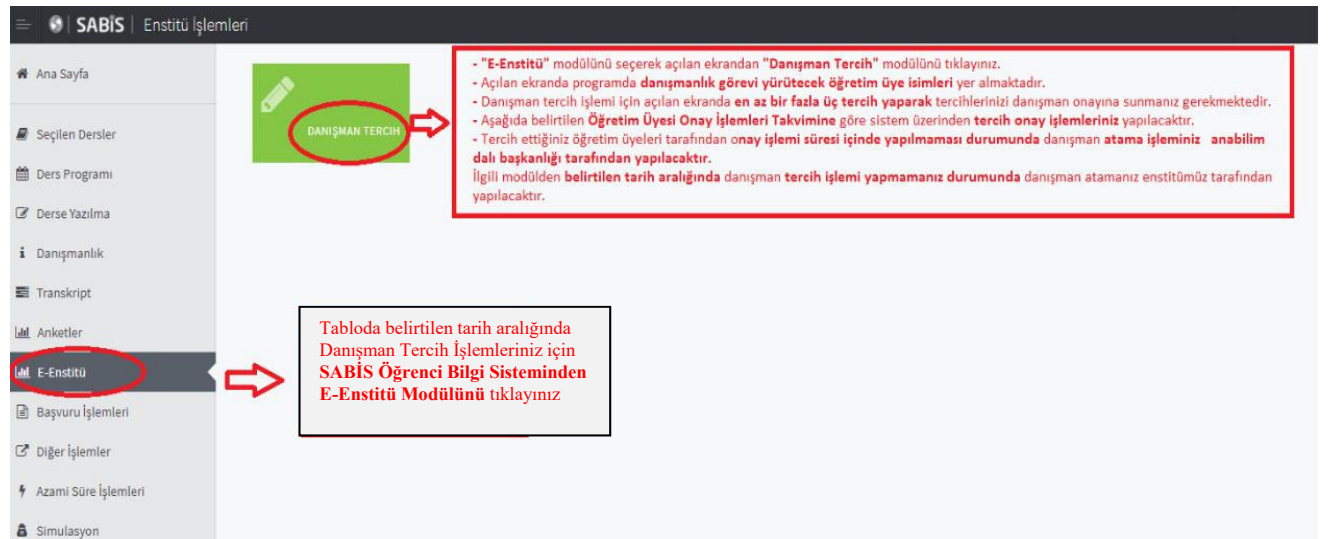 SABİS | Enstitü İşlemleri
Ana Sayfa
Seçilen Dersler
Ders Programı
Derse Yazılma
Danışmanlık
Transkript
Anketler
E-Enstitü
Başvuru İşlemleri
Diğer İşlemler
Azami Süre İşlemleri
Simulasyon
DANIŞMAN TERCİH
- "E-Enstitü" modülünü seçerek açılan ekrandan "Danışman Tercih" modülünü tıklayınız.
- Açılan ekranda programda danışmanlık görevi yürütecek öğretim üye isimleri yer almaktadır.
- Danışman tercih işlemi için açılan ekranda en az bir fazla üç tercih yaparak tercihlerinizi danışman onayına sunmanız gerekmektedir.
- Aşağıda belirtilen Öğretim Üyesi Onay İşlemleri Takvimine göre sistem üzerinden tercih onay işlemleriniz yapılacaktır.
- Tercih ettiğiniz öğretim üyeleri tarafından onay işlemi süresi içinde yapılmaması durumunda danışman atama işleminiz anabilim
dalı başkanlığı tarafından yapılacaktır.
İlgili modülden belirtilen tarih aralığında danışman tercih işlemi yapmamanız durumunda danışman atamanız enstitümüz tarafından
yapılacaktır.
Tabloda belirtilen tarih aralığında
Danışman Tercih İşlemleriniz için
SABİS Öğrenci Bilgi Sisteminden
E-Enstitü Modülünü tıklayınız